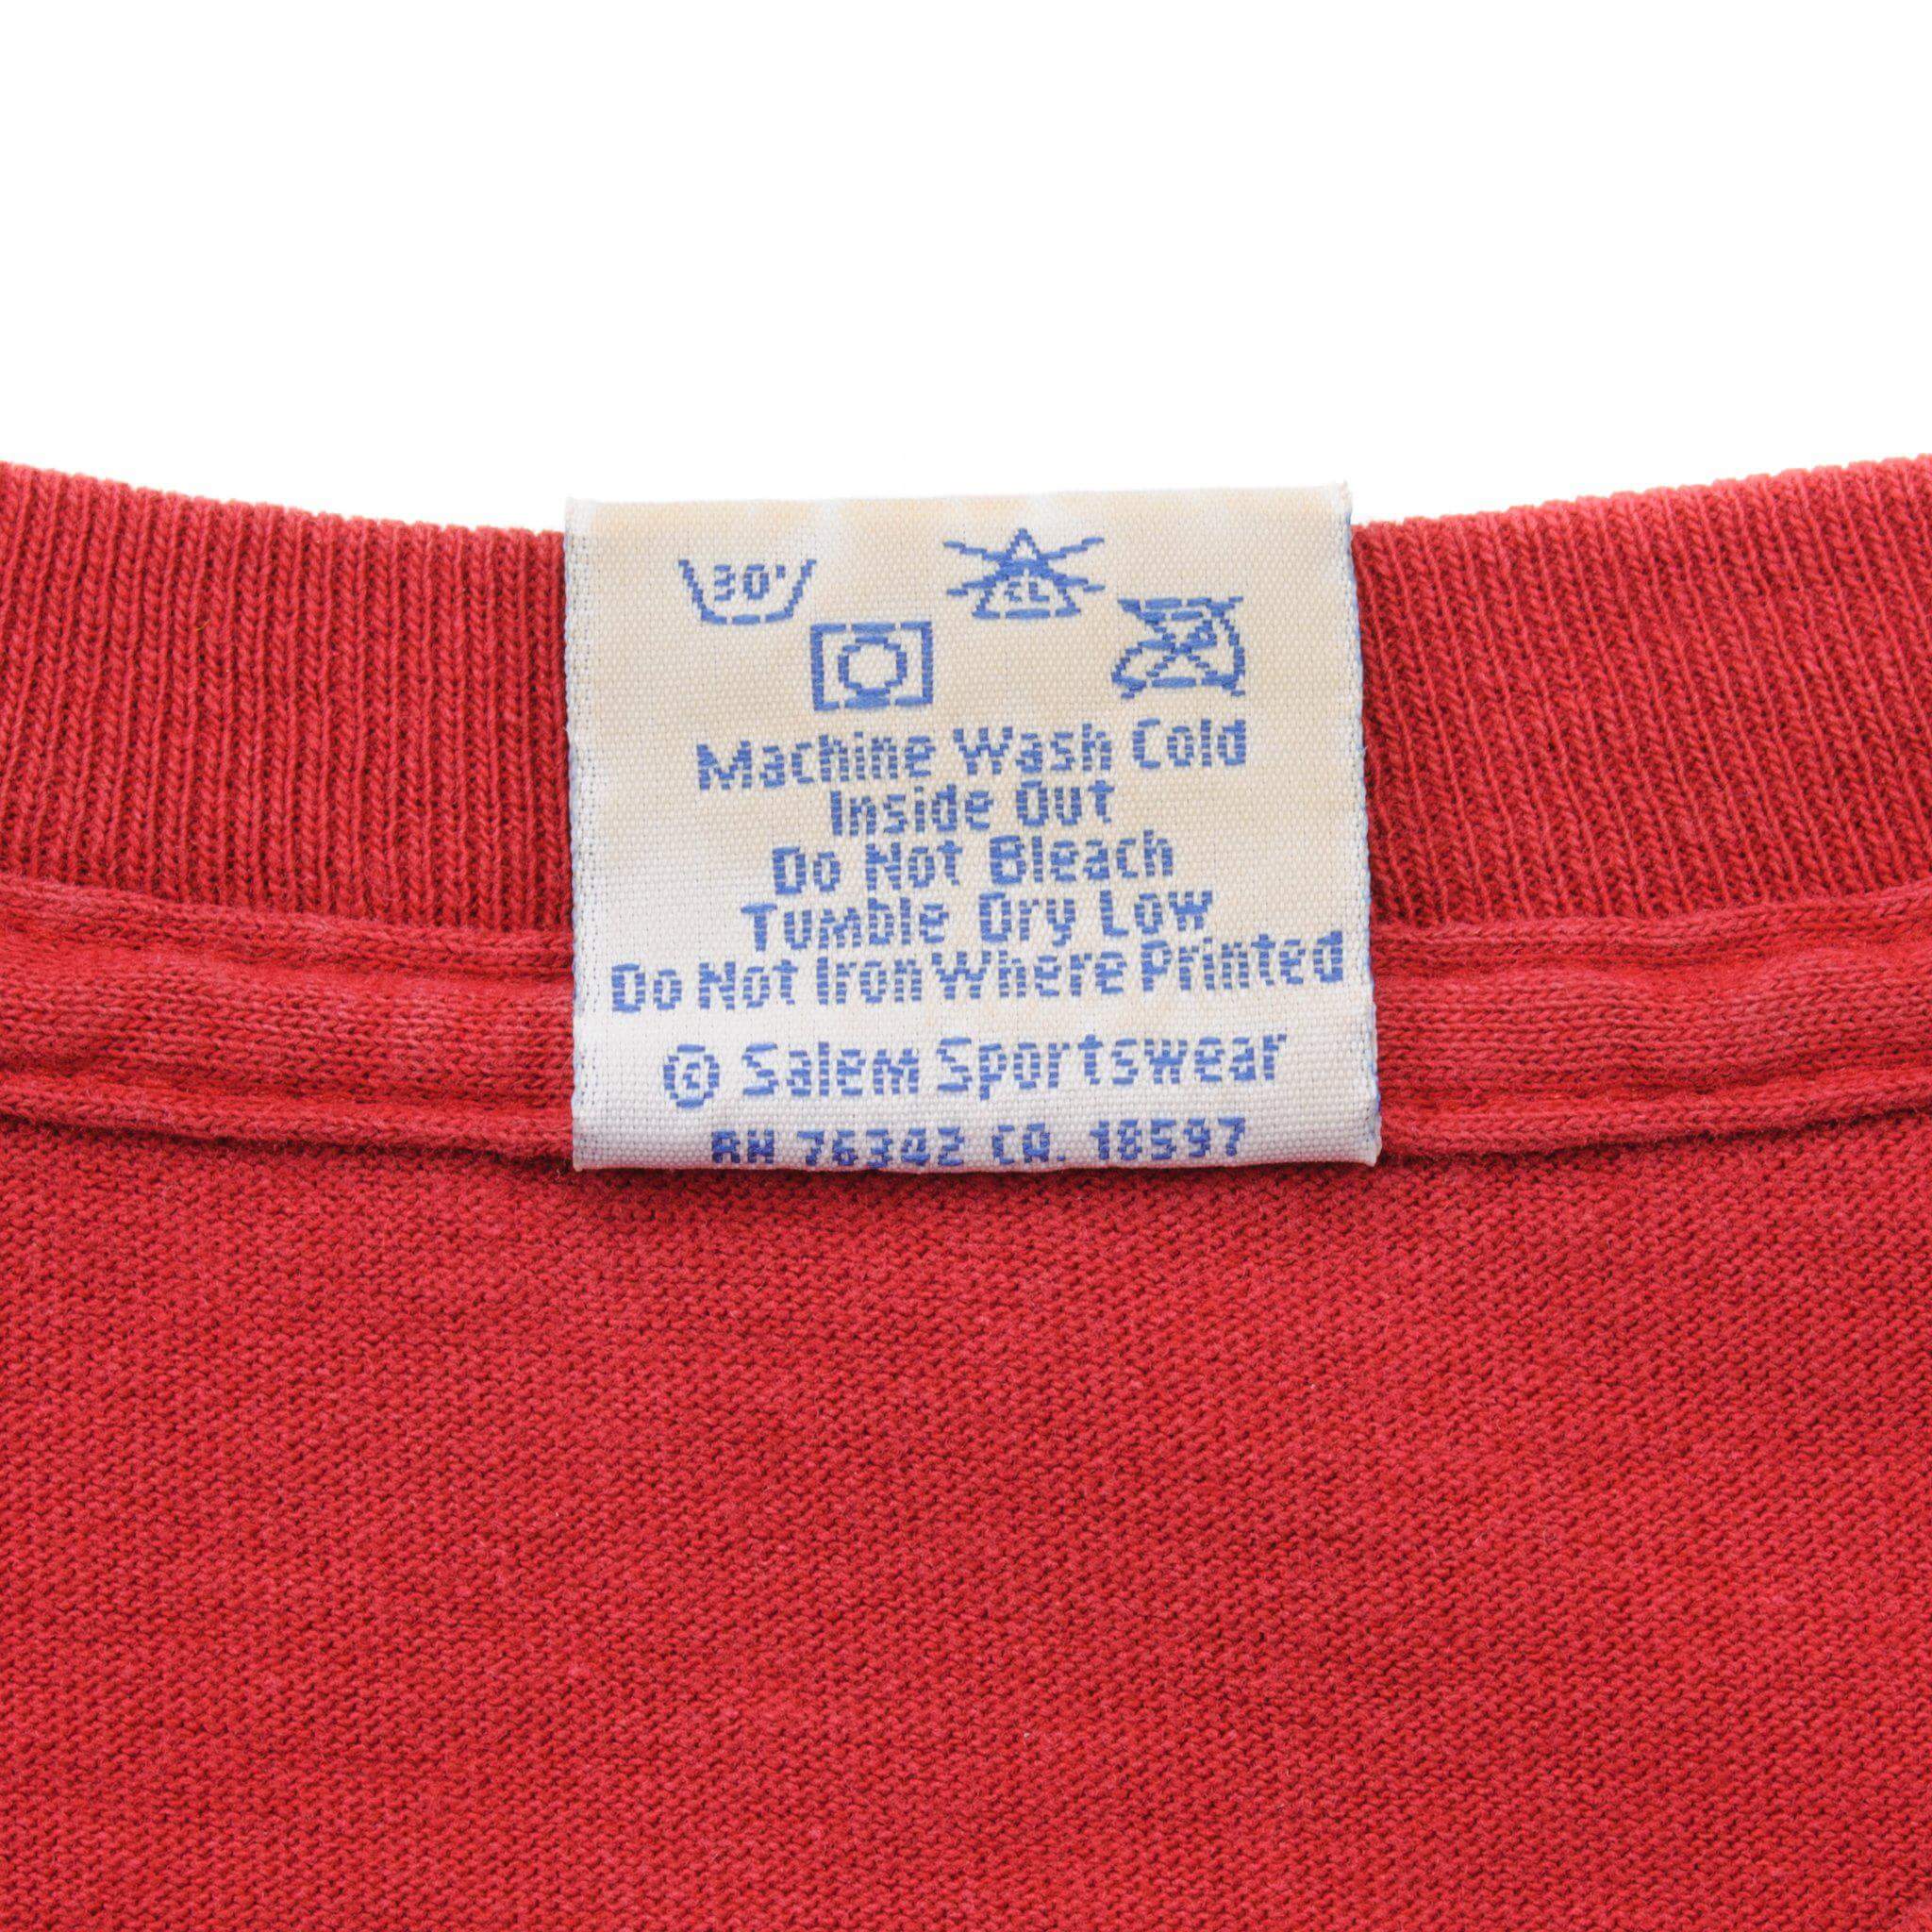 30°
CL
Machine Wash Cold
Inside Out
Do Not Bleach
Tumble Dry Low
Do Not Iron Where Printed
© Salem Sportswear
RN 76342 CA. 18597